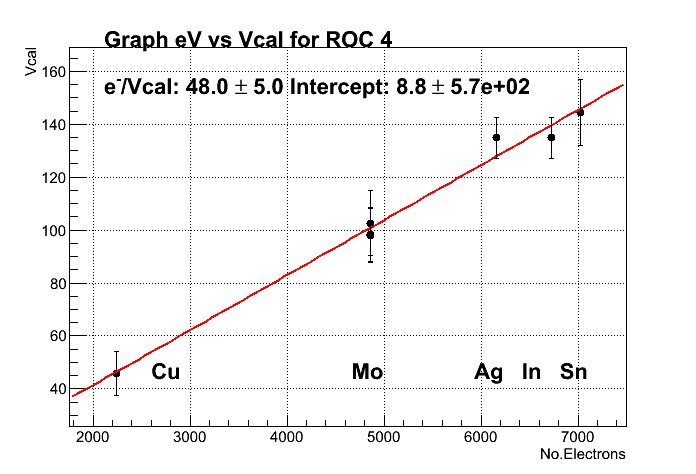 Graph eV vs Vcal for ROC 4
Vcal
e-/Vcal: 48.0 ± 5.0 Intercept: 8.8 ± 5.7e+02
160
140
120
100
80
60
40
Cu Mo Ag In Sn
2000 3000 4000 5000 6000 7000
No.Electrons